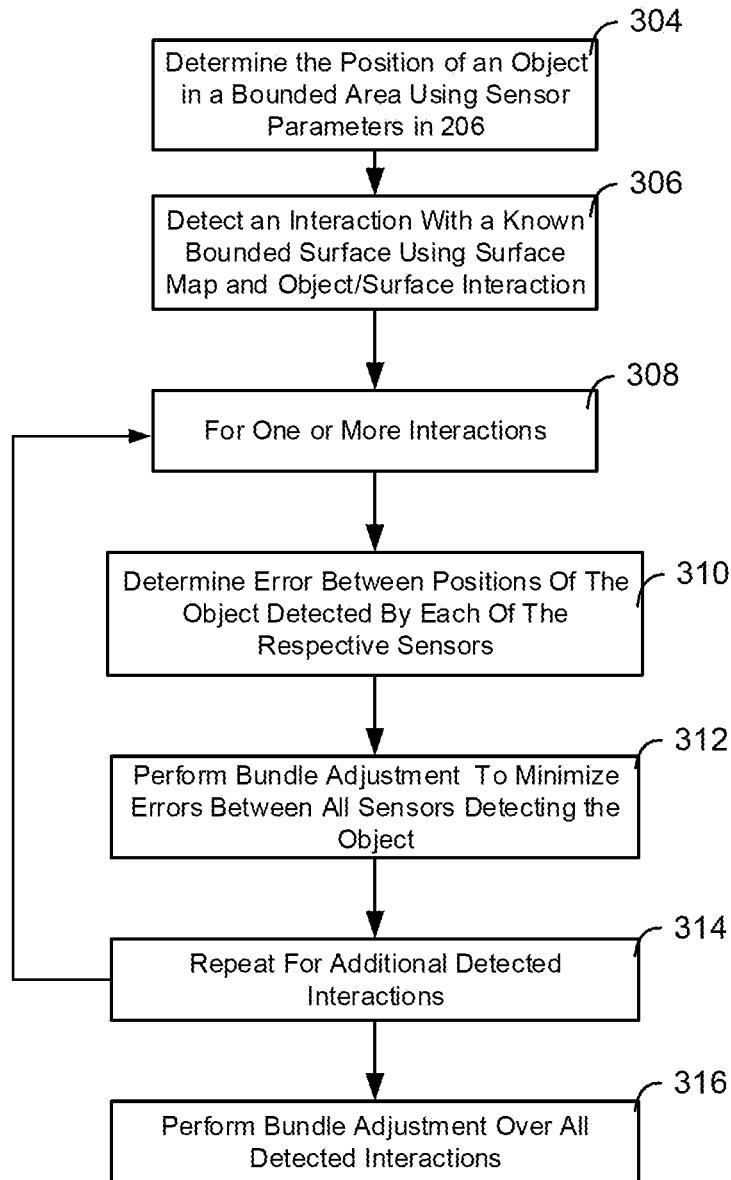 304
Determine the Position of an Object
in a Bounded Area Using Sensor
Parameters in 206
306
Detect an Interaction With a Known
Bounded Surface Using Surface
Map and Object/Surface Interaction
308
For One or More Interactions
310
Determine Error Between Positions Of The
Object Detected By Each Of The
Respective Sensors
312
Perform Bundle Adjustment To Minimize
Errors Between All Sensors Detecting the
Object
314
Repeat For Additional Detected
Interactions
316
Perform Bundle Adjustment Over All
Detected Interactions